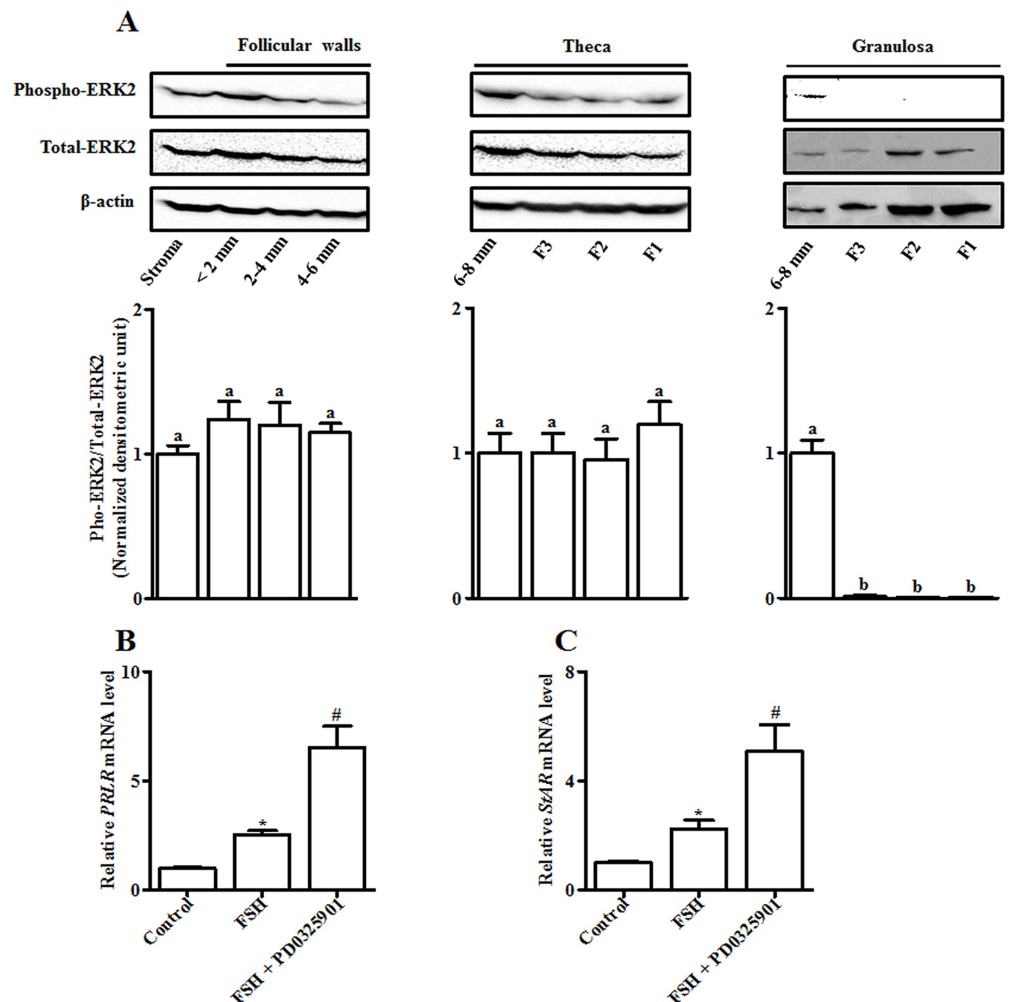 A
Follicular walls
Theca
Granulosa
Phospho-ERK2
Total-ERK2
β-actin
Stroma
< 2 mm
2-4 mm
4-6 mm
6-8 mm
F3
F2
F1
6-8 mm
F3
F2
F1
Pho-ERK2/Total-ERK2
(Normalized densitometric unit)
2
1
0
a
a
a
a
2
1
0
a
a
a
a
2
1
0
a
b
b
b
B
Relative PRLR mRNA level
10
5
0
*
#
Control
FSH
FSH + PD0325901
C
Relative StAR mRNA level
8
4
0
*
#
Control
FSH
FSH + PD0325901